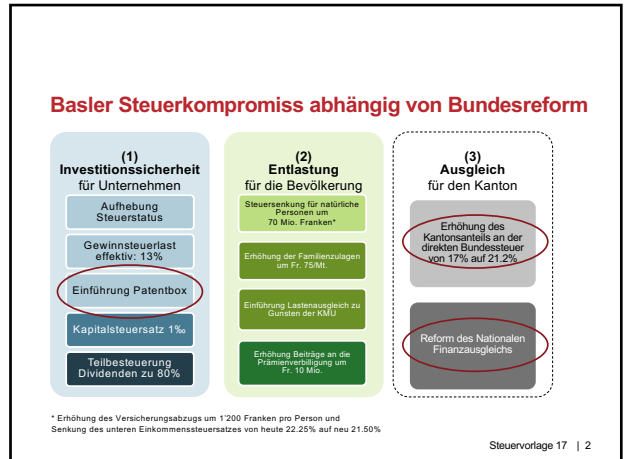 Basler Steuerkompromiss abhängig von Bundesreform
(1)
Investitionssicherheit
für Unternehmen
Aufhebung
Steuerstatus
Gewinnsteuerlast
effektiv: 13%
Einführung Patentbox
Kapitalsteuersatz 1‰
Teilbesteuerung
Dividenden zu 80%
(2)
Entlastung
für die Bevölkerung
Steuersenkung für natürliche
Personen um
70 Mio. Franken*
Erhöhung der Familienzulagen
um Fr. 75/Mt.
Einführung Lastenausgleich zu
Gunsten der KMU
Erhöhung Beiträge an die
Prämienverbilligung um
Fr. 10 Mio.
(3)
Ausgleich
für den Kanton
Erhöhung des
Kantonsanteils an der
direkten Bundessteuer
von 17% auf 21.2%
Reform des Nationalen
Finanzausgleichs
* Erhöhung des Versicherungsabzugs um 1'200 Franken pro Person und
Senkung des unteren Einkommenssteuersatzes von heute 22.25% auf neu 21.50%
Steuervorlage 17 | 2